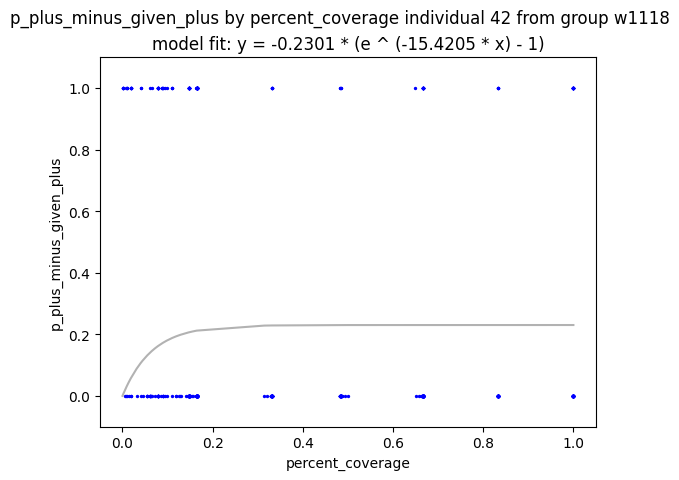 p_plus_minus_given_plus by percent_coverage individual 42 from group w1118
model fit: y = -0.2301 * (e ^ (-15.4205 * x) - 1)
1.0
0.8
0.6
0.4
0.2
0.0
p_plus_minus_given_plus
0.0 0.2 0.4 0.6 0.8 1.0
percent_coverage